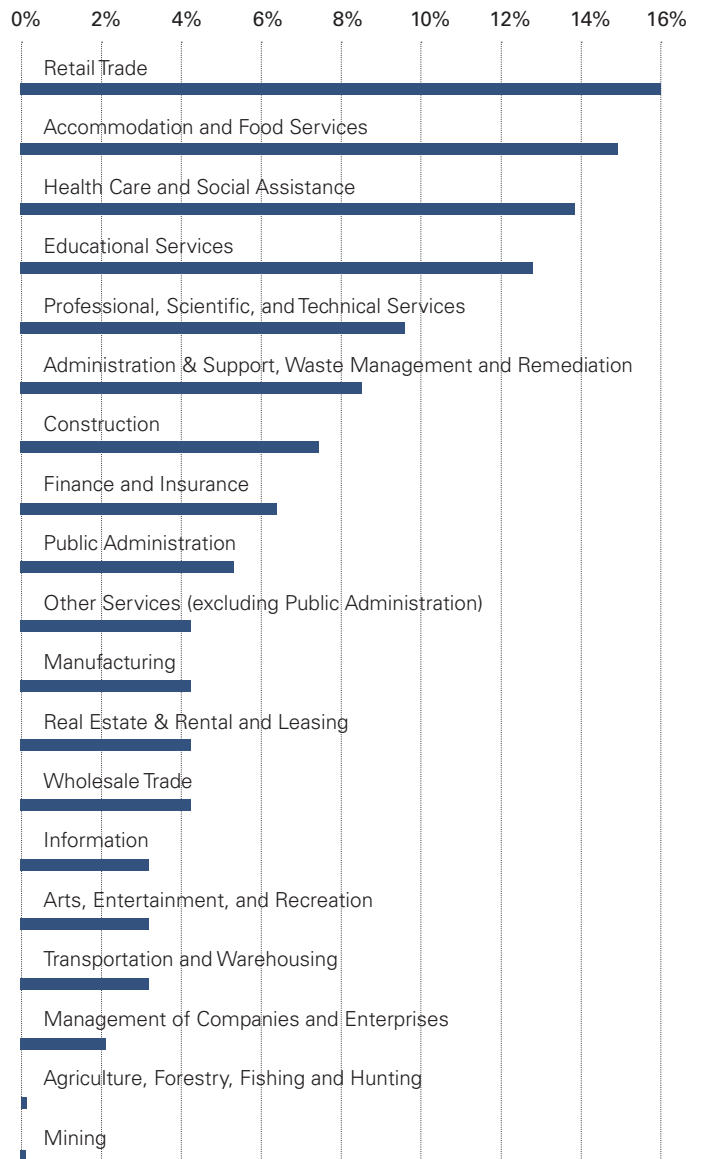 0% 2% 4% 6% 8% 10% 12% 14% 16%
Retail Trade
Accommodation and Food Services
Health Care and Social Assistance
Educational Services
Professional, Scientific, and Technical Services
Administration & Support, Waste Management and Remediation
Construction
Finance and Insurance
Public Administration
Other Services (excluding Public Administration)
Manufacturing
Real Estate & Rental and Leasing
Wholesale Trade
Information
Arts, Entertainment, and Recreation
Transportation and Warehousing
Management of Companies and Enterprises
Agriculture, Forestry, Fishing and Hunting
Mining